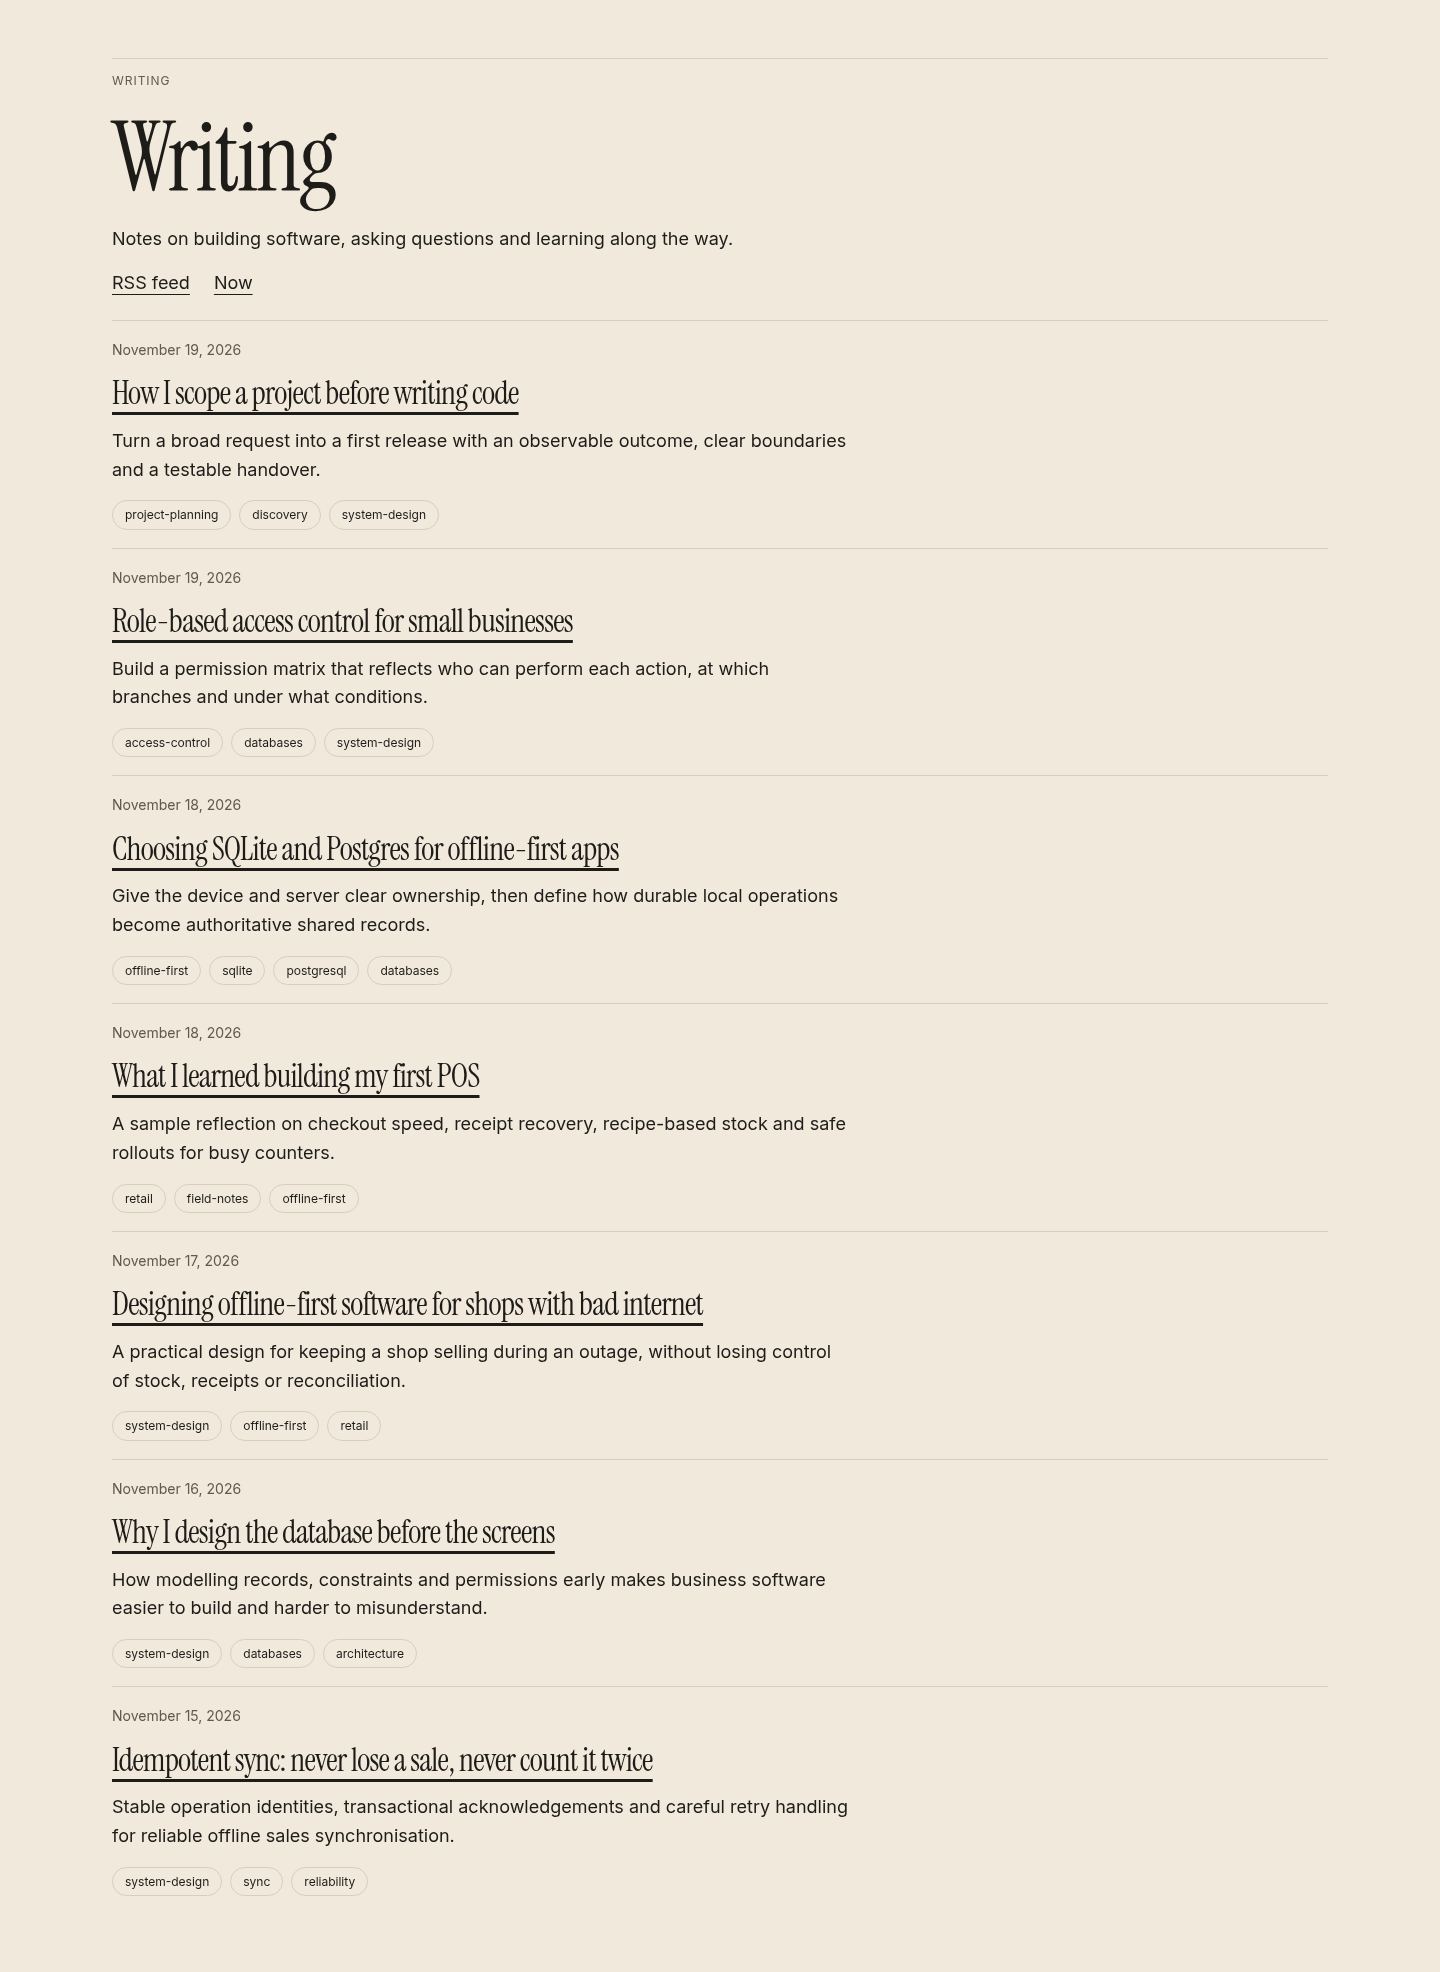 WRITING
Writing
Notes on building software, asking questions and learning along the way.
RSS feed Now
November 19, 2026
How I scope a project before writing code
Turn a broad request into a first release with an observable outcome, clear boundaries
and a testable handover.
project-planning discovery system-design
November 19, 2026
Role-based access control for small businesses
Build a permission matrix that reflects who can perform each action, at which
branches and under what conditions.
access-control databases system-design
November 18, 2026
Choosing SQLite and Postgres for offline-first apps
Give the device and server clear ownership, then define how durable local operations
become authoritative shared records.
offline-first sqlite postgresql databases
November 18, 2026
What I learned building my first POS
A sample reflection on checkout speed, receipt recovery, recipe-based stock and safe
rollouts for busy counters.
retail field-notes offline-first
November 17, 2026
Designing offline-first software for shops with bad internet
A practical design for keeping a shop selling during an outage, without losing control
of stock, receipts or reconciliation.
system-design offline-first retail
November 16, 2026
Why I design the database before the screens
How modelling records, constraints and permissions early makes business software
easier to build and harder to misunderstand.
system-design databases architecture
November 15, 2026
Idempotent sync: never lose a sale, never count it twice
Stable operation identities, transactional acknowledgements and careful retry handling
for reliable offline sales synchronisation.
system-design sync reliability